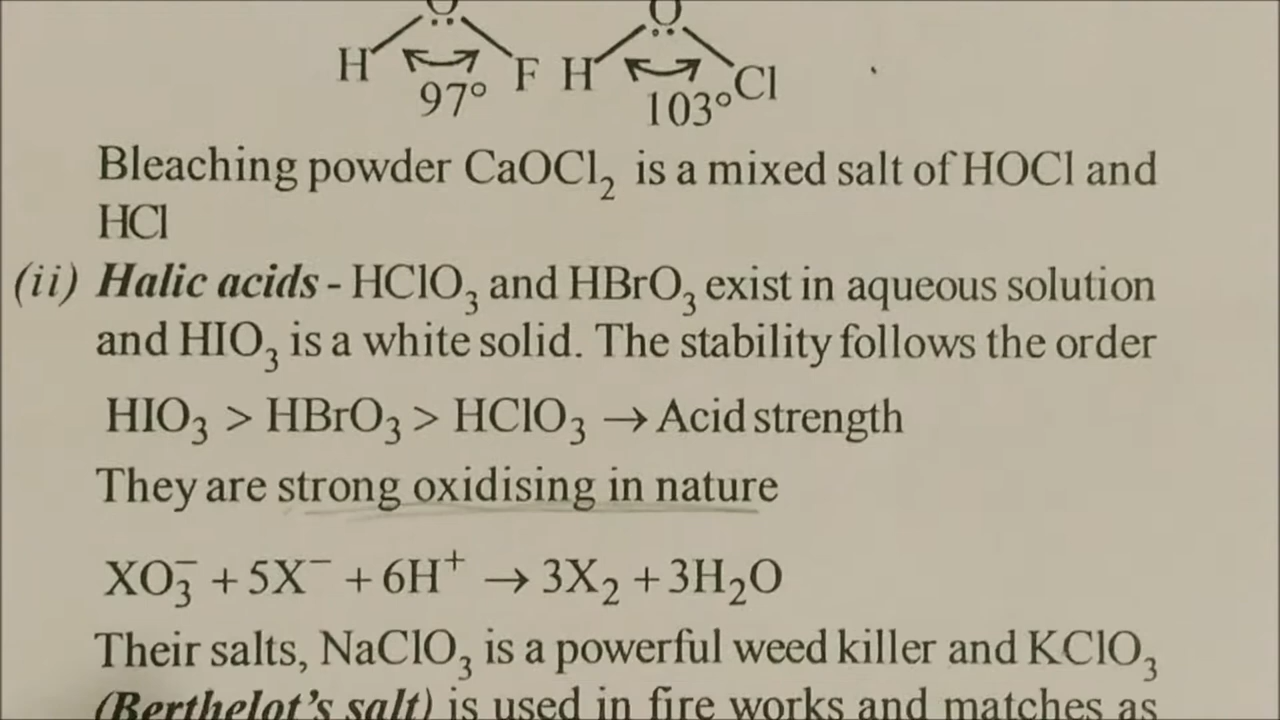 O O
H F H Cl
97° 103°
Bleaching powder CaOCl₂ is a mixed salt of HOCl and
HCl
(ii) Halic acids - HClO₃ and HBrO₃ exist in aqueous solution
and HIO₃ is a white solid. The stability follows the order
HIO₃ > HBrO₃ > HClO₃ → Acid strength
They are strong oxidising in nature
XO₃⁻ + 5X⁻ + 6H⁺ → 3X₂ + 3H₂O
Their salts, NaClO₃ is a powerful weed killer and KClO₃
(Berthelot's salt) is used in fire works and matches as